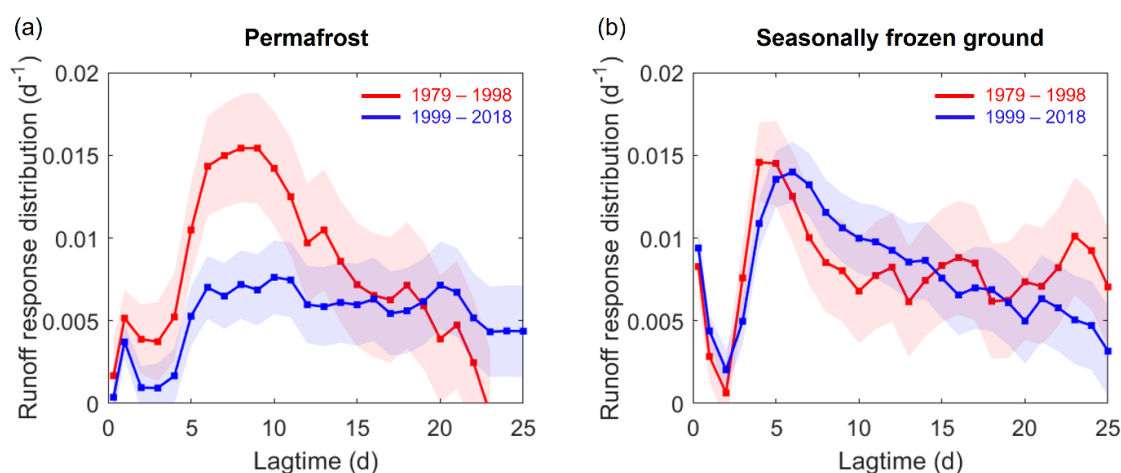 (a)
Permafrost
Runoff response distribution (d⁻¹)
0.02
0.015
0.01
0.005
0
1979 – 1998
1999 – 2018
0 5 10 15 20 25
Lagtime (d)
(b)
Seasonally frozen ground
Runoff response distribution (d⁻¹)
0.02
0.015
0.01
0.005
0
1979 – 1998
1999 – 2018
0 5 10 15 20 25
Lagtime (d)